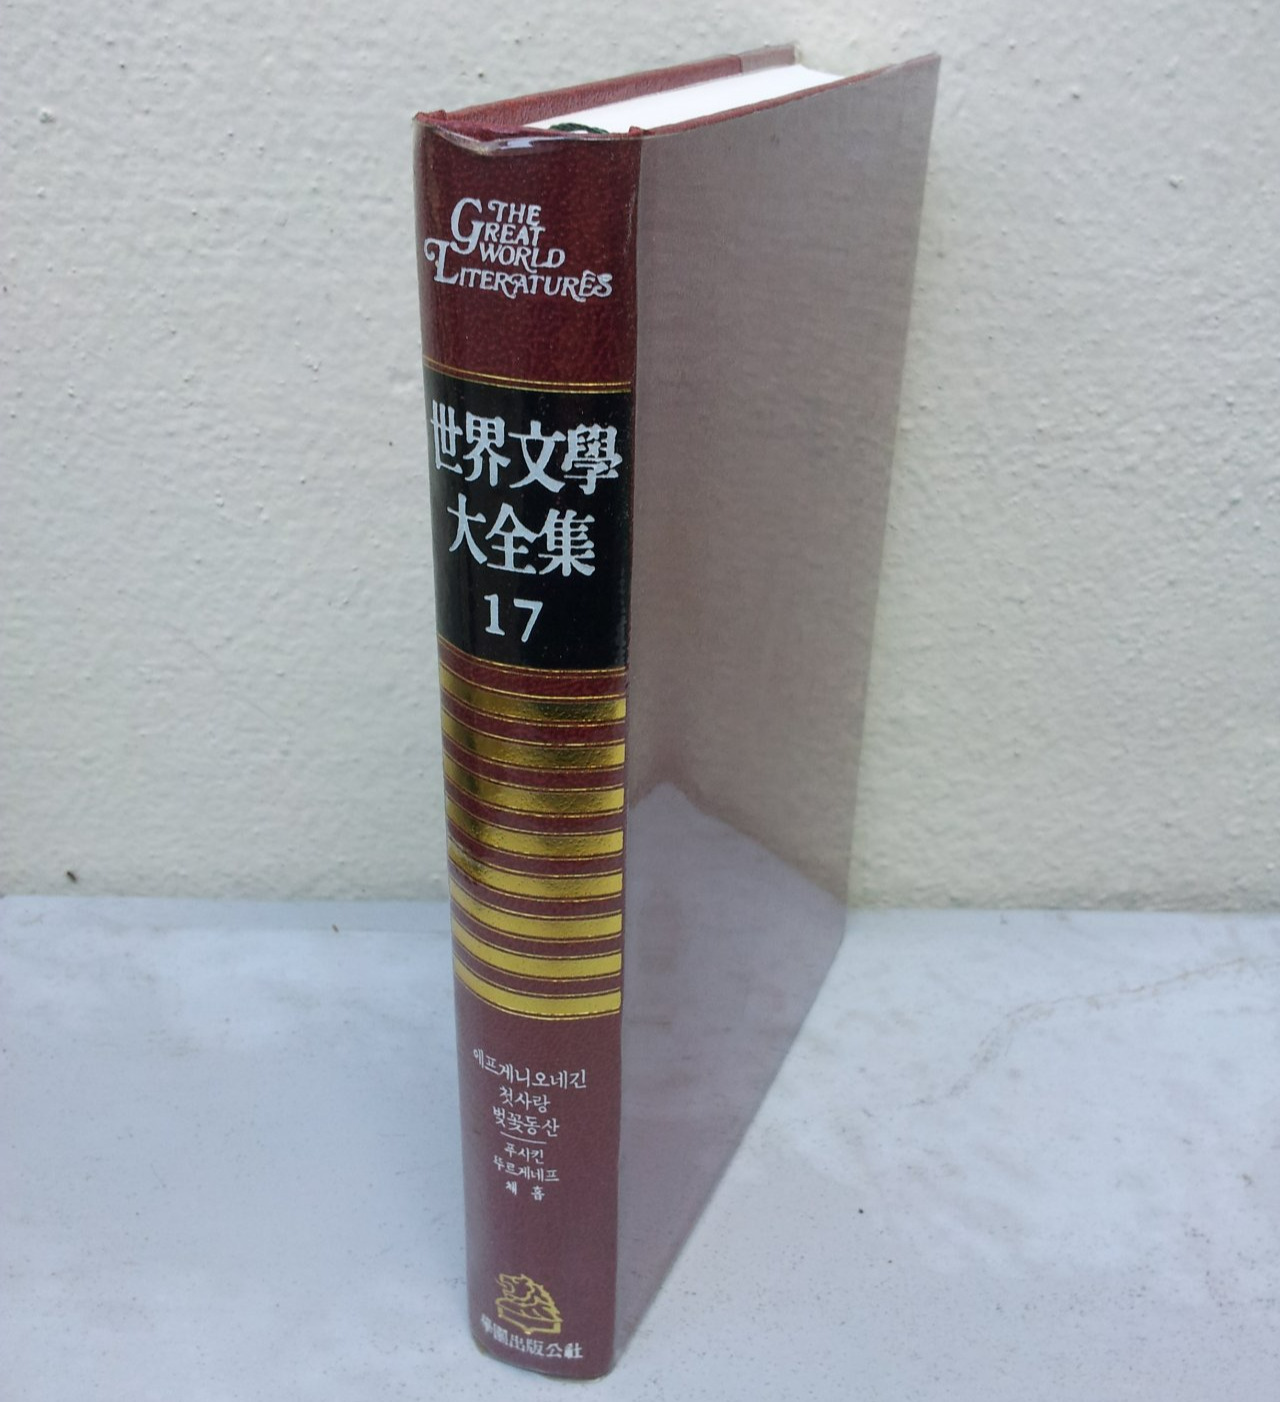 THE
GREAT
WORLD
LITERATURES
世界文學
大全集
17
에프게니오네긴
첫사랑
벚꽃동산
푸시킨
뚜르게네프
체 홉
學園出版公社